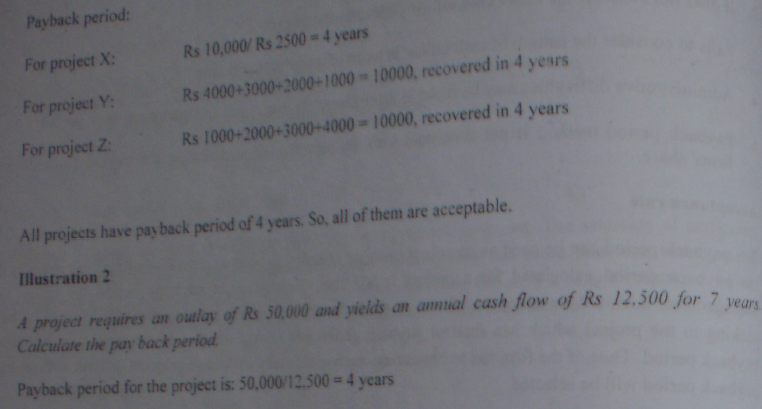 Payback period:
For project X: Rs 10,000/ Rs 2500 = 4 years
For project Y: Rs 4000+3000+2000+1000 = 10000, recovered in 4 years
For project Z: Rs 1000+2000+3000+4000 = 10000, recovered in 4 years
All projects have payback period of 4 years. So, all of them are acceptable.
Illustration 2
A project requires an outlay of Rs 50,000 and yields an annual cash flow of Rs 12,500 for 7 years.
Calculate the pay back period.
Payback period for the project is: 50,000/12.500 = 4 years